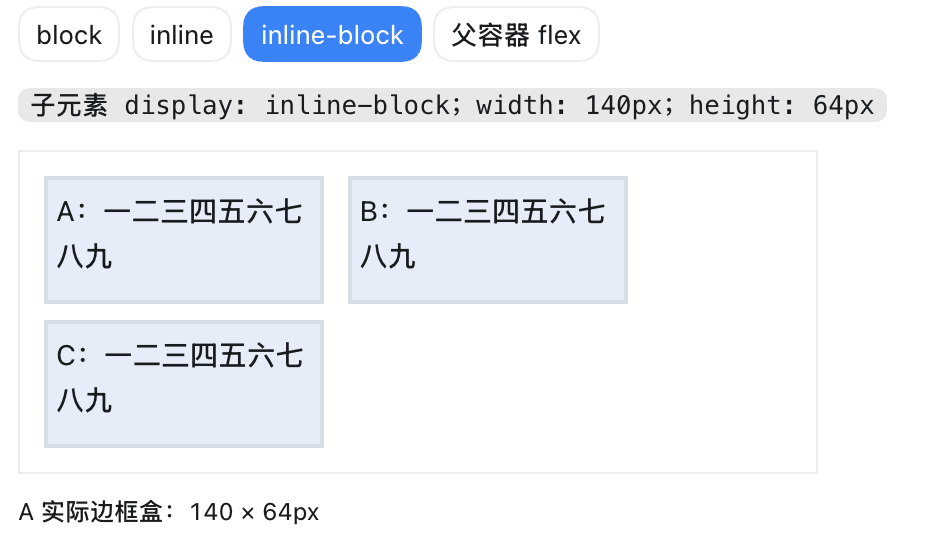 block inline inline-block 父容器 flex
子元素 display: inline-block; width: 140px; height: 64px
A：一二三四五六七 B：一二三四五六七
八九 八九
C：一二三四五六七
八九
A 实际边框盒：140 × 64px